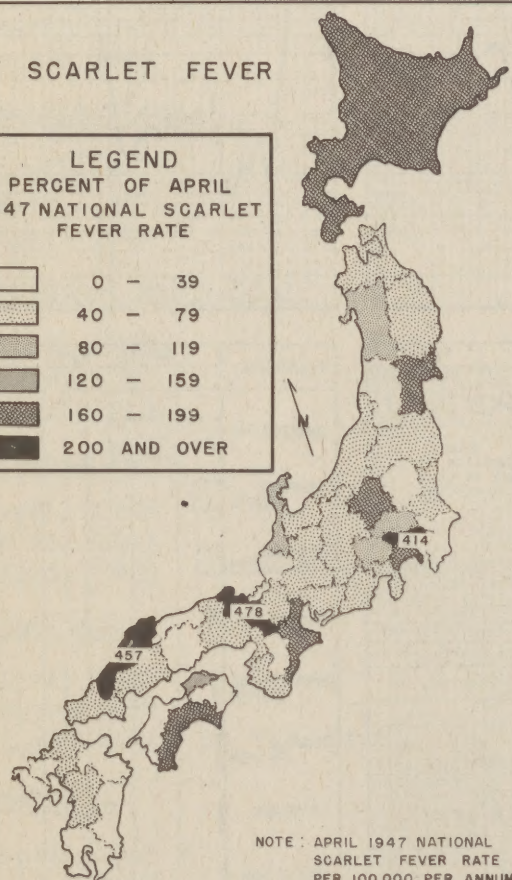 SCARLET FEVER
LEGEND
PERCENT OF APRIL
47 NATIONAL SCARLET
FEVER RATE
0 – 39
40 – 79
80 – 119
120 – 159
160 – 199
200 AND OVER
N
414
478
457
NOTE: APRIL 1947 NATIONAL
SCARLET FEVER RATE
PER 100,000 PER ANNUM